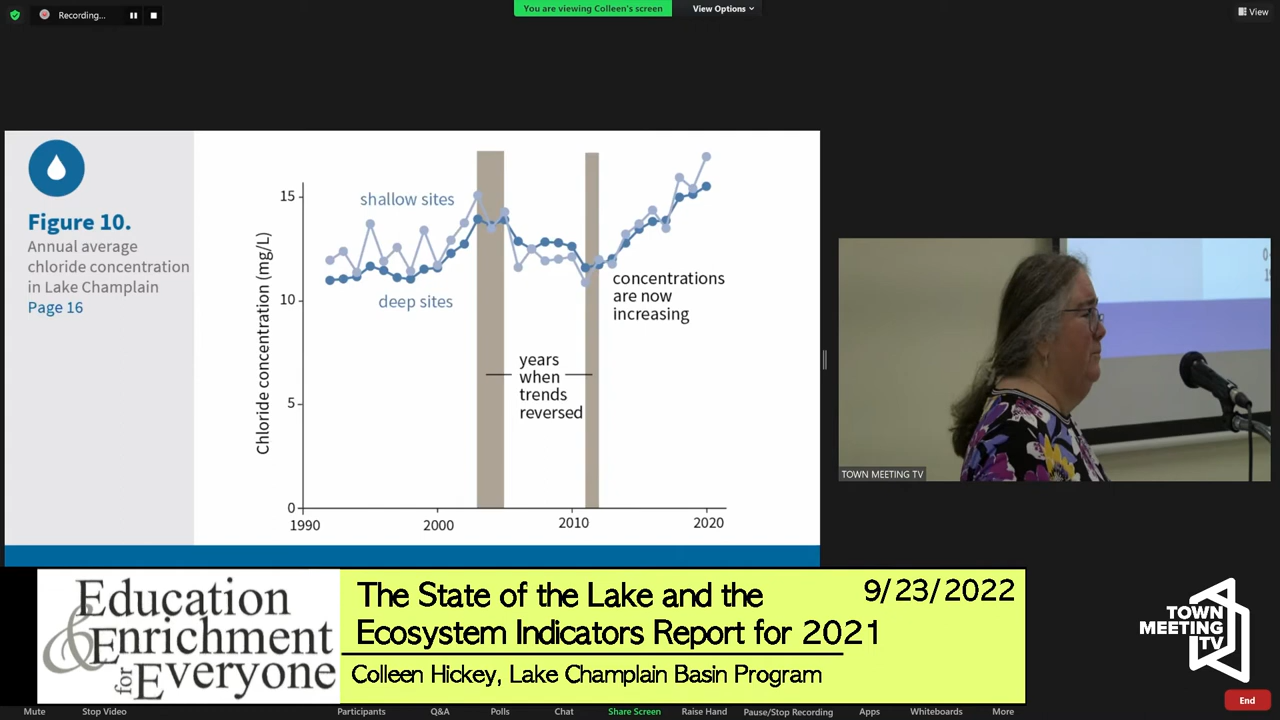 Recording...
You are viewing Colleen's screen
View Options
View
Figure 10.
Annual average
chloride concentration
in Lake Champlain
Page 16
Chloride concentration (mg/L)
15
10
5
0
1990
2000
2010
2020
shallow sites
deep sites
concentrations
are now
increasing
years
when
trends
reversed
TOWN MEETING TV
Education
& Enrichment
for Everyone
The State of the Lake and the
Ecosystem Indicators Report for 2021
9/23/2022
Colleen Hickey, Lake Champlain Basin Program
TOWN
MEETING
TV
End
Mute
Stop Video
Participants
Q&A
Polls
Chat
Share Screen
Raise Hand
Pause/Stop Recording
Apps
Whiteboards
More